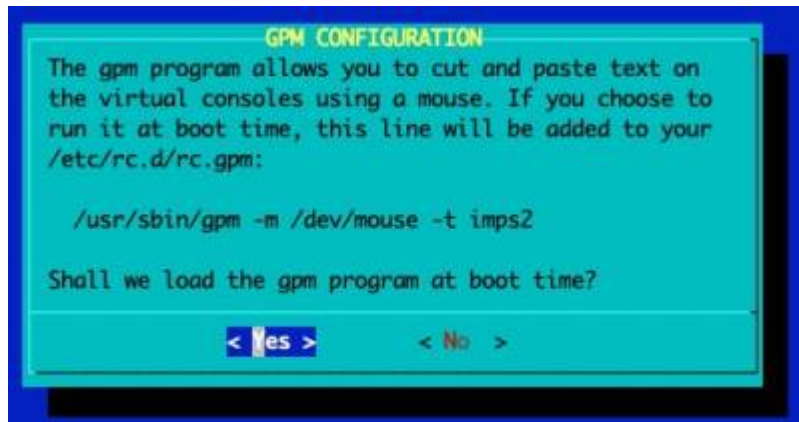 GPM CONFIGURATION
The gpm program allows you to cut and paste text on
the virtual consoles using a mouse. If you choose to
run it at boot time, this line will be added to your
/etc/rc.d/rc.gpm:
/usr/sbin/gpm -m /dev/mouse -t imps2
Shall we load the gpm program at boot time?
< Yes > < No >